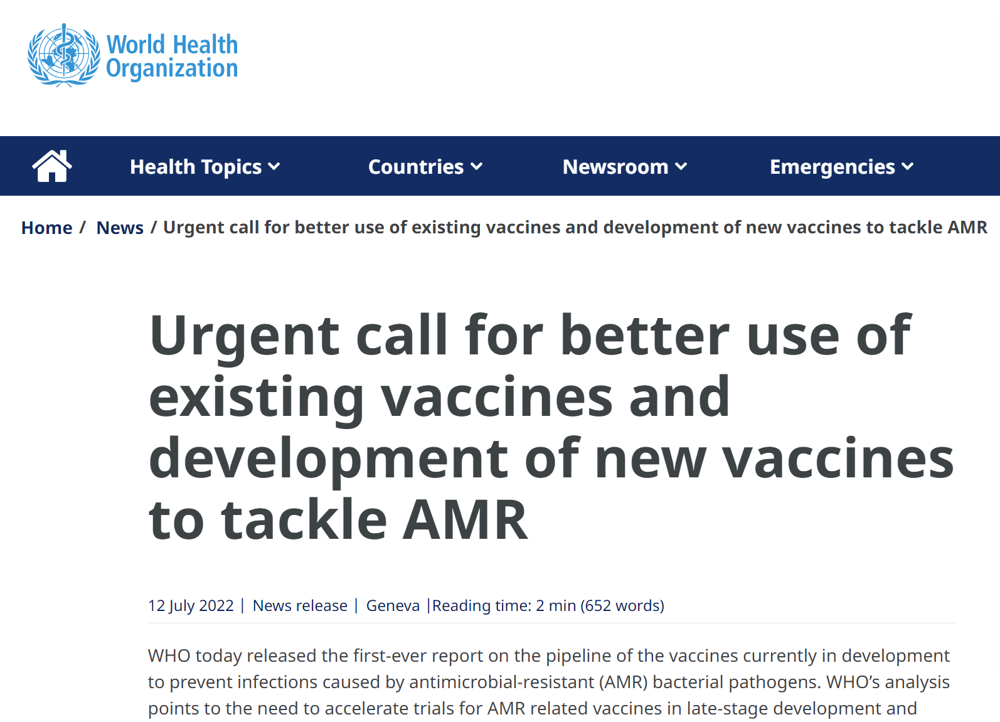 World Health
Organization
Health Topics
Countries
Newsroom
Emergencies
Home / News / Urgent call for better use of existing vaccines and development of new vaccines to tackle AMR
Urgent call for better use of
existing vaccines and
development of new vaccines
to tackle AMR
12 July 2022 | News release | Geneva |Reading time: 2 min (652 words)
WHO today released the first-ever report on the pipeline of the vaccines currently in development
to prevent infections caused by antimicrobial-resistant (AMR) bacterial pathogens. WHO’s analysis
points to the need to accelerate trials for AMR related vaccines in late-stage development and